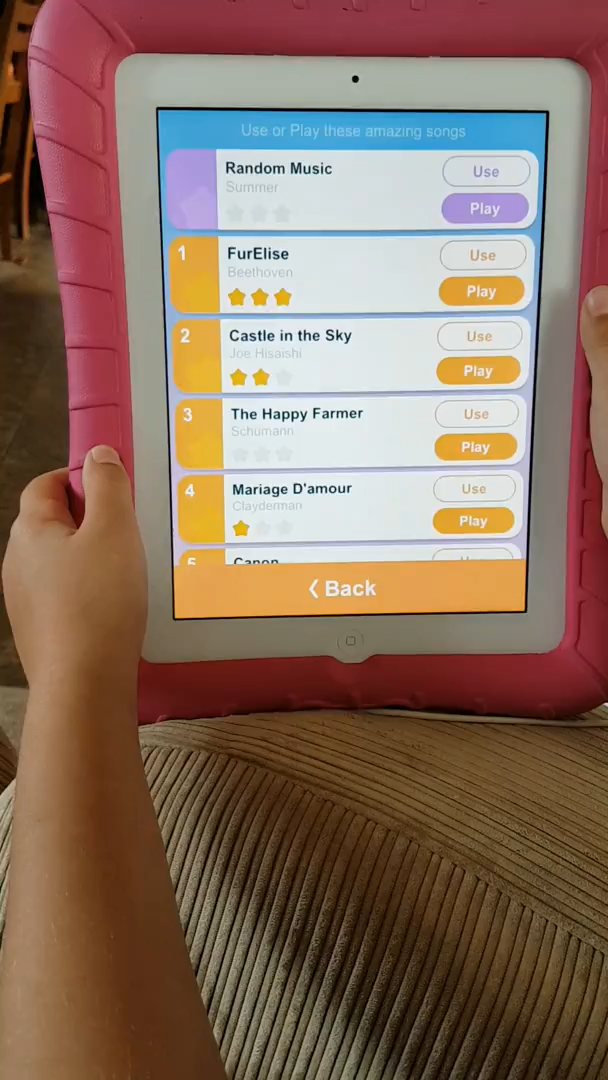 Use or Play these amazing songs
Random Music
Summer
Use
Play
1
FurElise
Beethoven
Use
Play
2
Castle in the Sky
Joe Hisaishi
Use
Play
3
The Happy Farmer
Schumann
Use
Play
4
Mariage D'amour
Clayderman
Use
Play
5
Canon
Back